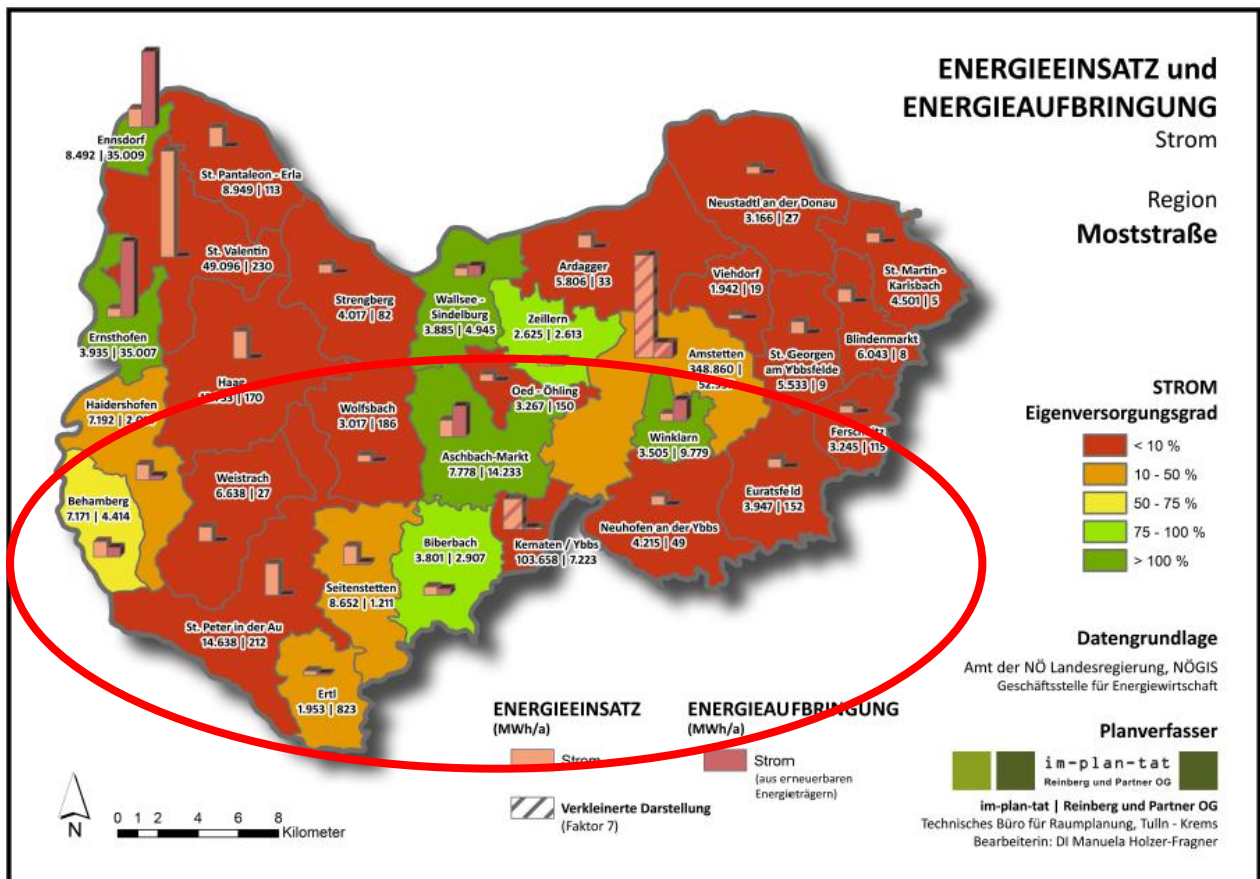 ENERGIEEINSATZ und
ENERGIEAUFBRINGUNG
Strom
Region
Moststraße
Ennsdorf
8.492 | 35.009
St. Pantaleon - Erla
8.949 | 113
St. Valentin
49.096 | 230
Ernsthofen
3.935 | 35.007
Strengberg
4.017 | 82
Wallsee -
Sindelburg
3.885 | 4.945
Ardagger
5.806 | 33
Neustadtl an der Donau
3.166 | 27
Viehdorf
1.942 | 19
St. Martin -
Karlsbach
4.501 | 5
Zeillern
2.625 | 2.613
Amstetten
348.860 |
St. Georgen
am Ybbsfelde
5.533 | 9
Blindenmarkt
6.043 | 8
Haag
170
Haidershofen
7.192 |
Wolfsbach
3.017 | 186
Oed - Öhling
3.267 | 150
Aschbach-Markt
7.778 | 14.233
Winklarn
3.505 | 9.779
3.245 | 115
Weistrach
6.638 | 27
Behamberg
7.171 | 4.414
Euratsfeld
3.947 | 152
Neuhofen an der Ybbs
4.215 | 49
Kematen / Ybbs
103.658 | 7.223
Biberbach
3.801 | 2.907
Seitenstetten
8.652 | 1.211
St. Peter in der Au
14.638 | 212
Ertl
1.953 | 823
STROM
Eigenversorgungsgrad
< 10 %
10 - 50 %
50 - 75 %
75 - 100 %
> 100 %
Datengrundlage
Amt der NÖ Landesregierung, NÖGIS
Geschäftsstelle für Energiewirtschaft
Planverfasser
im-plan-tat
Reinberg und Partner OG
im-plan-tat | Reinberg und Partner OG
Technisches Büro für Raumplanung, Tulln - Krems
Bearbeiterin: DI Manuela Holzer-Fragner
ENERGIEEINSATZ
(MWh/a)
Strom
Verkleinerte Darstellung
(Faktor 7)
ENERGIEAUFBRINGUNG
(MWh/a)
Strom
(aus erneuerbaren
Energieträgern)
N
0 1 2 4 6 8
Kilometer